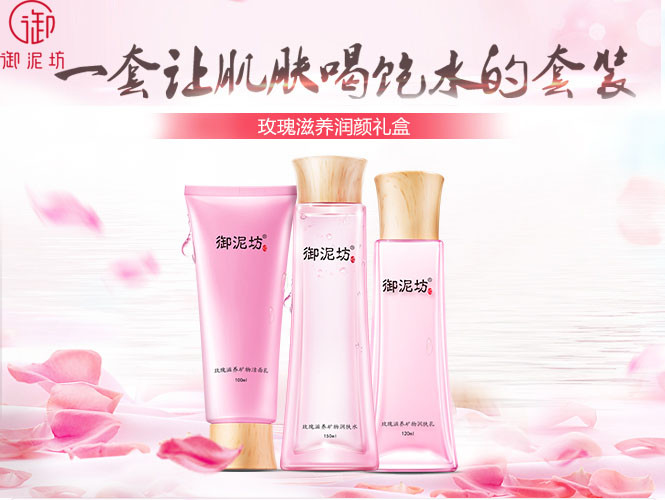 御
御泥坊
一套让肌肤喝饱水的套装
玫瑰滋养润颜礼盒
御泥坊®
玫瑰滋养矿物洁面乳
100ml
御泥坊®
玫瑰滋养矿物润肤水
150ml
御泥坊®
玫瑰滋养矿物润肤乳
120ml